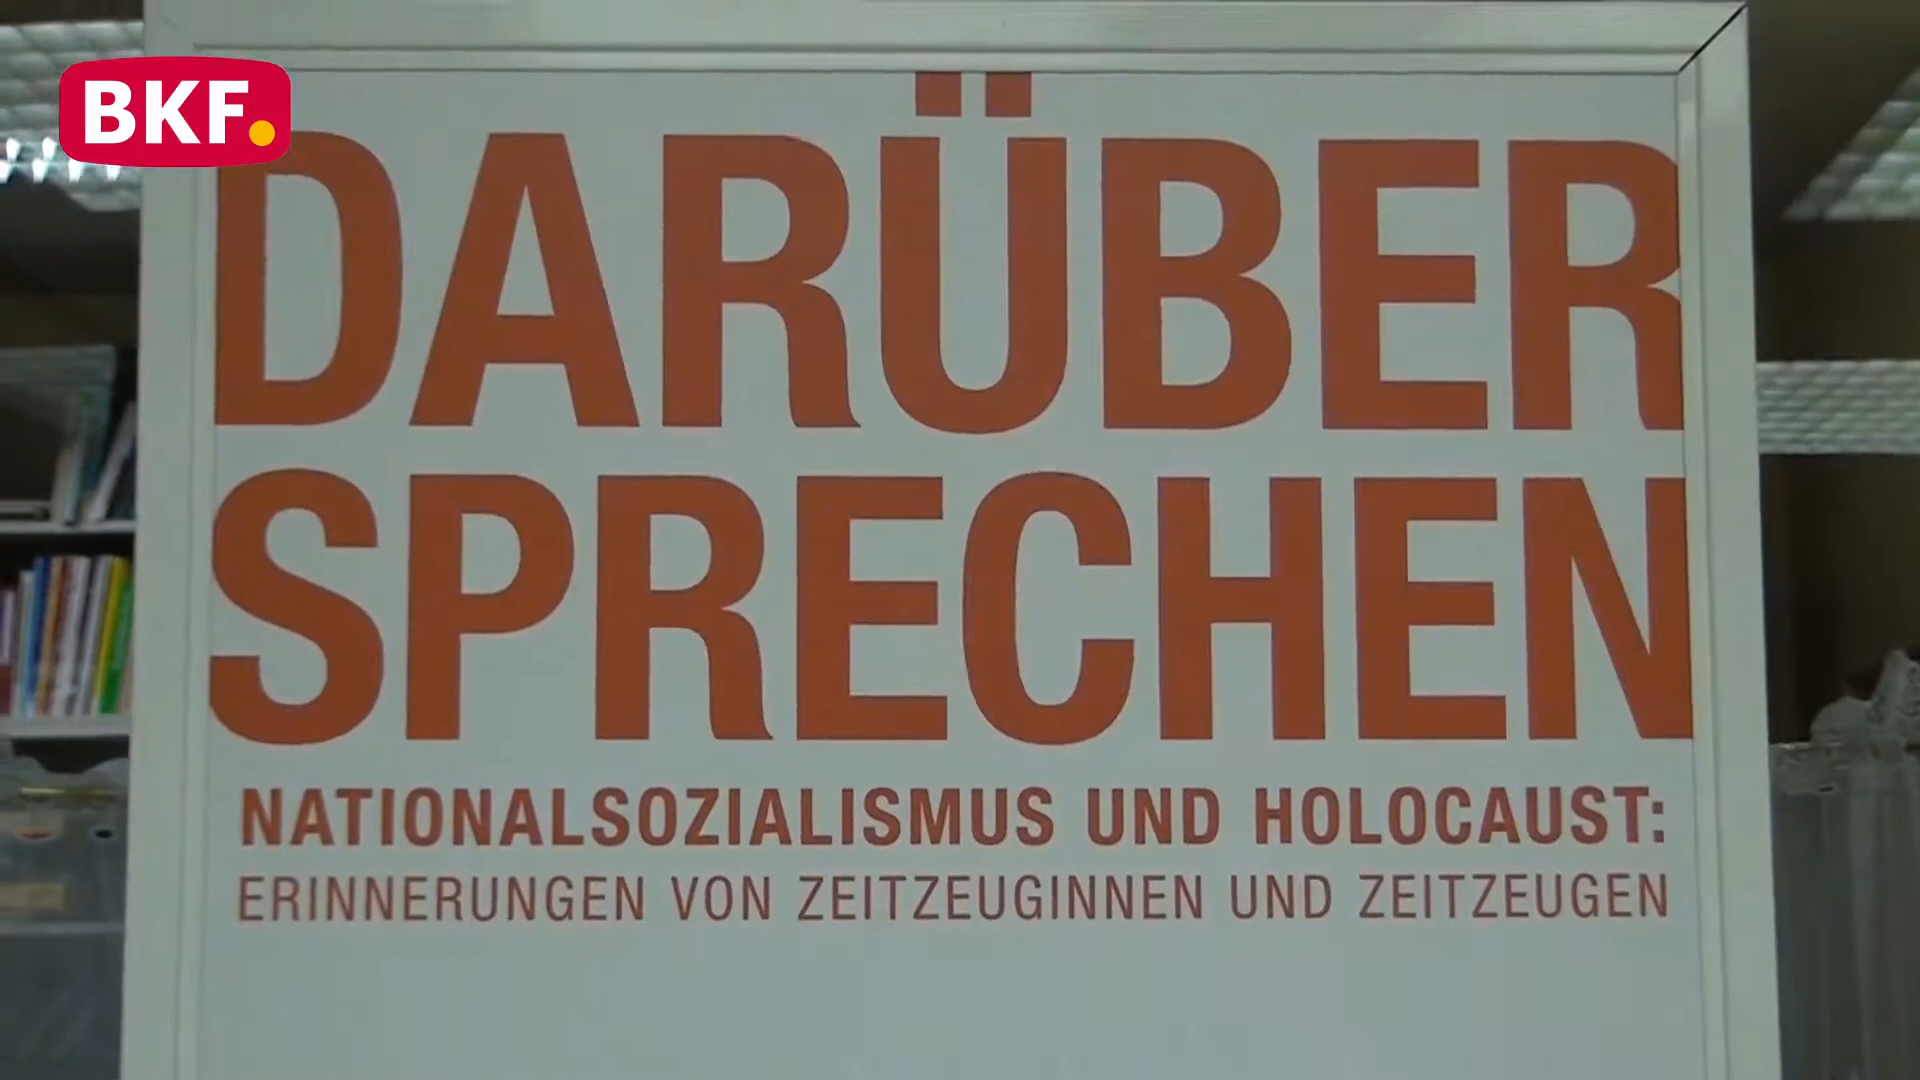 BKF.
DARÜBER
SPRECHEN
NATIONALSOZIALISMUS UND HOLOCAUST:
ERINNERUNGEN VON ZEITZEUGINNEN UND ZEITZEUGEN